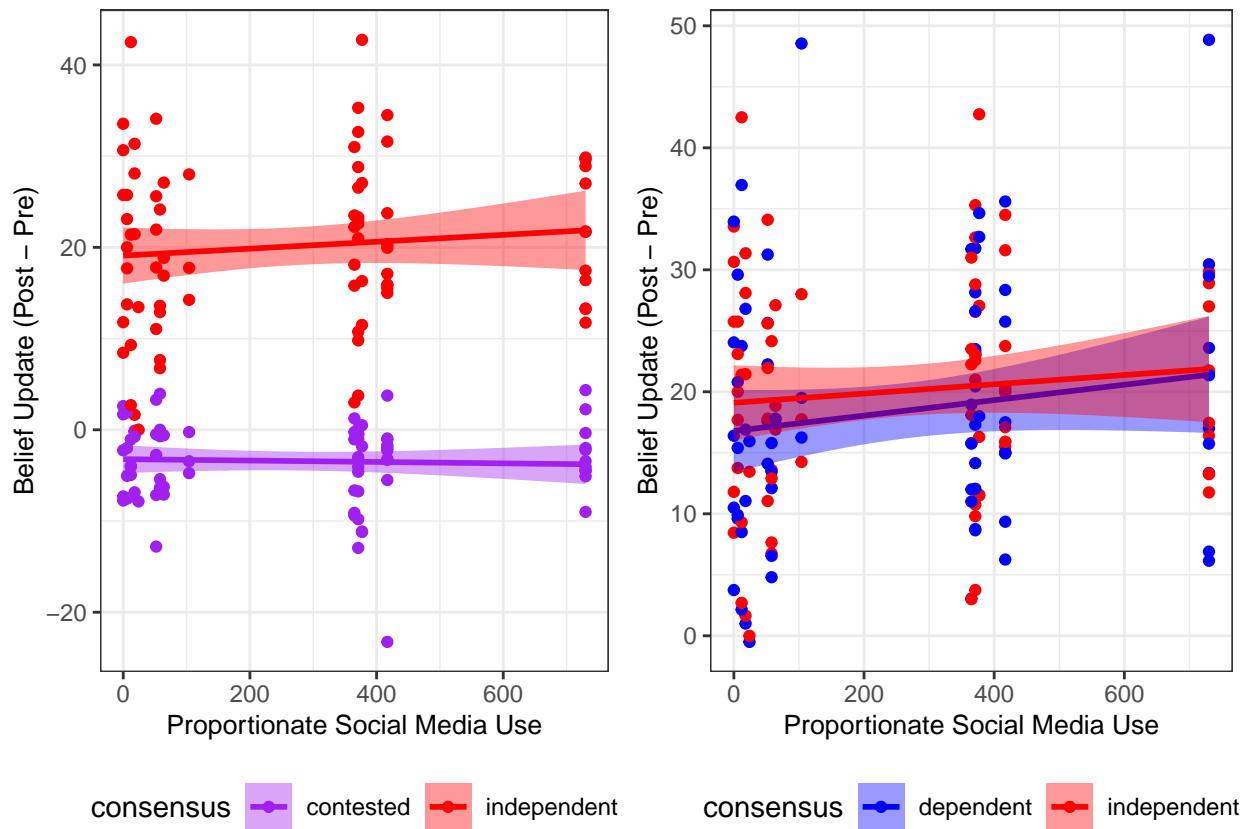 Belief Update (Post − Pre)
40
20
0
−20
0 200 400 600
Proportionate Social Media Use
consensus contested independent
Belief Update (Post − Pre)
50
40
30
20
10
0
0 200 400 600
Proportionate Social Media Use
consensus dependent independent